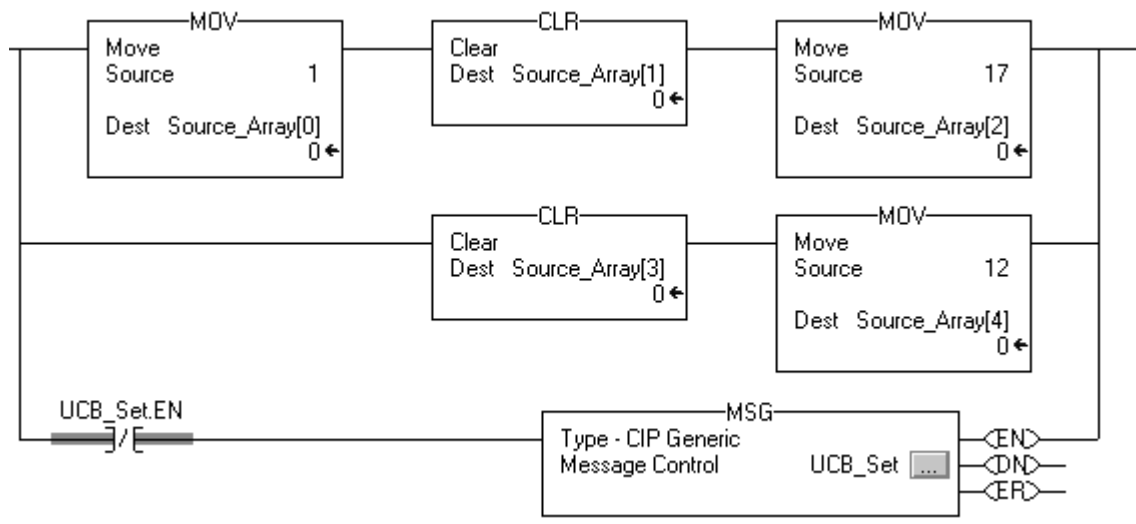 MOV
Move
Source 1
Dest Source_Array[0]
0
CLR
Clear
Dest Source_Array[1]
0
MOV
Move
Source 17
Dest Source_Array[2]
0
CLR
Clear
Dest Source_Array[3]
0
MOV
Move
Source 12
Dest Source_Array[4]
0
UCB_Set.EN
MSG
Type - CIP Generic
Message Control UCB_Set ...
EN
DN
ER